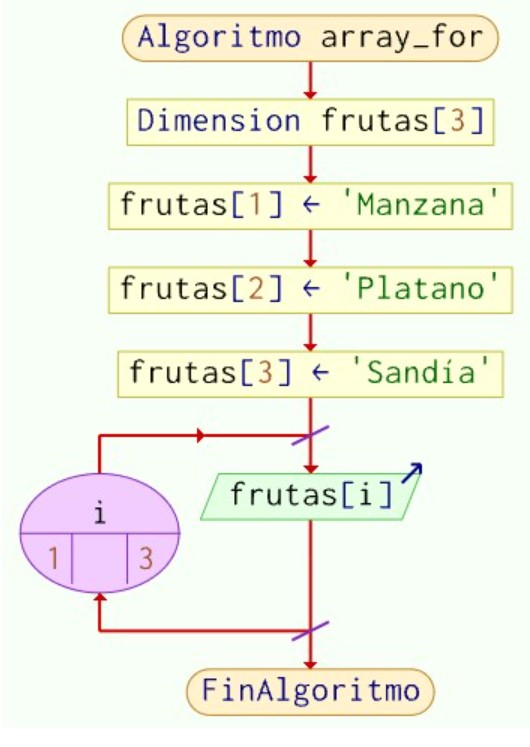 Algoritmo array_for
Dimension frutas[3]
frutas[1] ← 'Manzana'
frutas[2] ← 'Platano'
frutas[3] ← 'Sandía'
frutas[i]
i
1 3
FinAlgoritmo